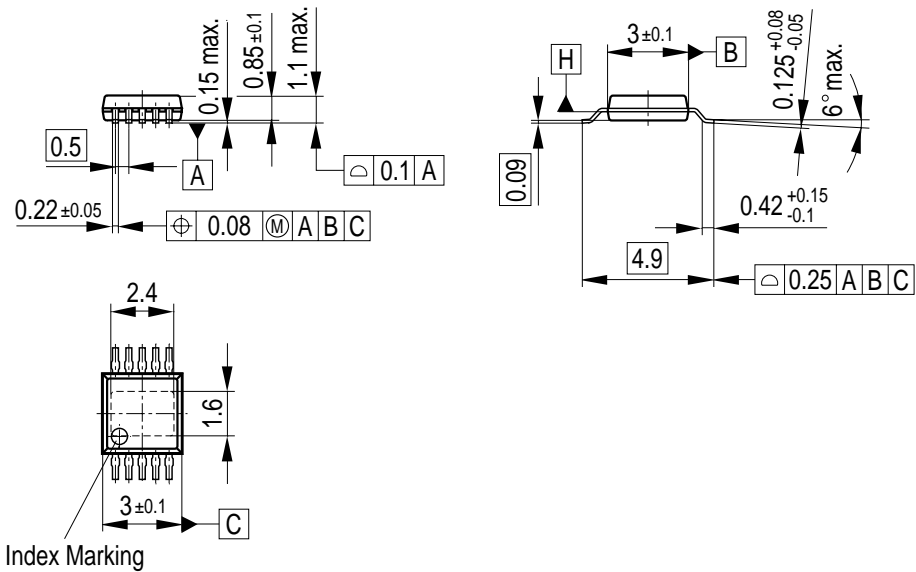 0.15 max.
0.85 ±0.1
1.1 max.
0.5
A
⌓ 0.1 A
0.22 ±0.05
⌖ 0.08 Ⓜ A B C
H
3 ±0.1
B
0.125 +0.08 -0.05
6° max.
0.09
0.42 +0.15 -0.1
4.9
⌓ 0.25 A B C
2.4
1.6
3 ±0.1
C
Index Marking